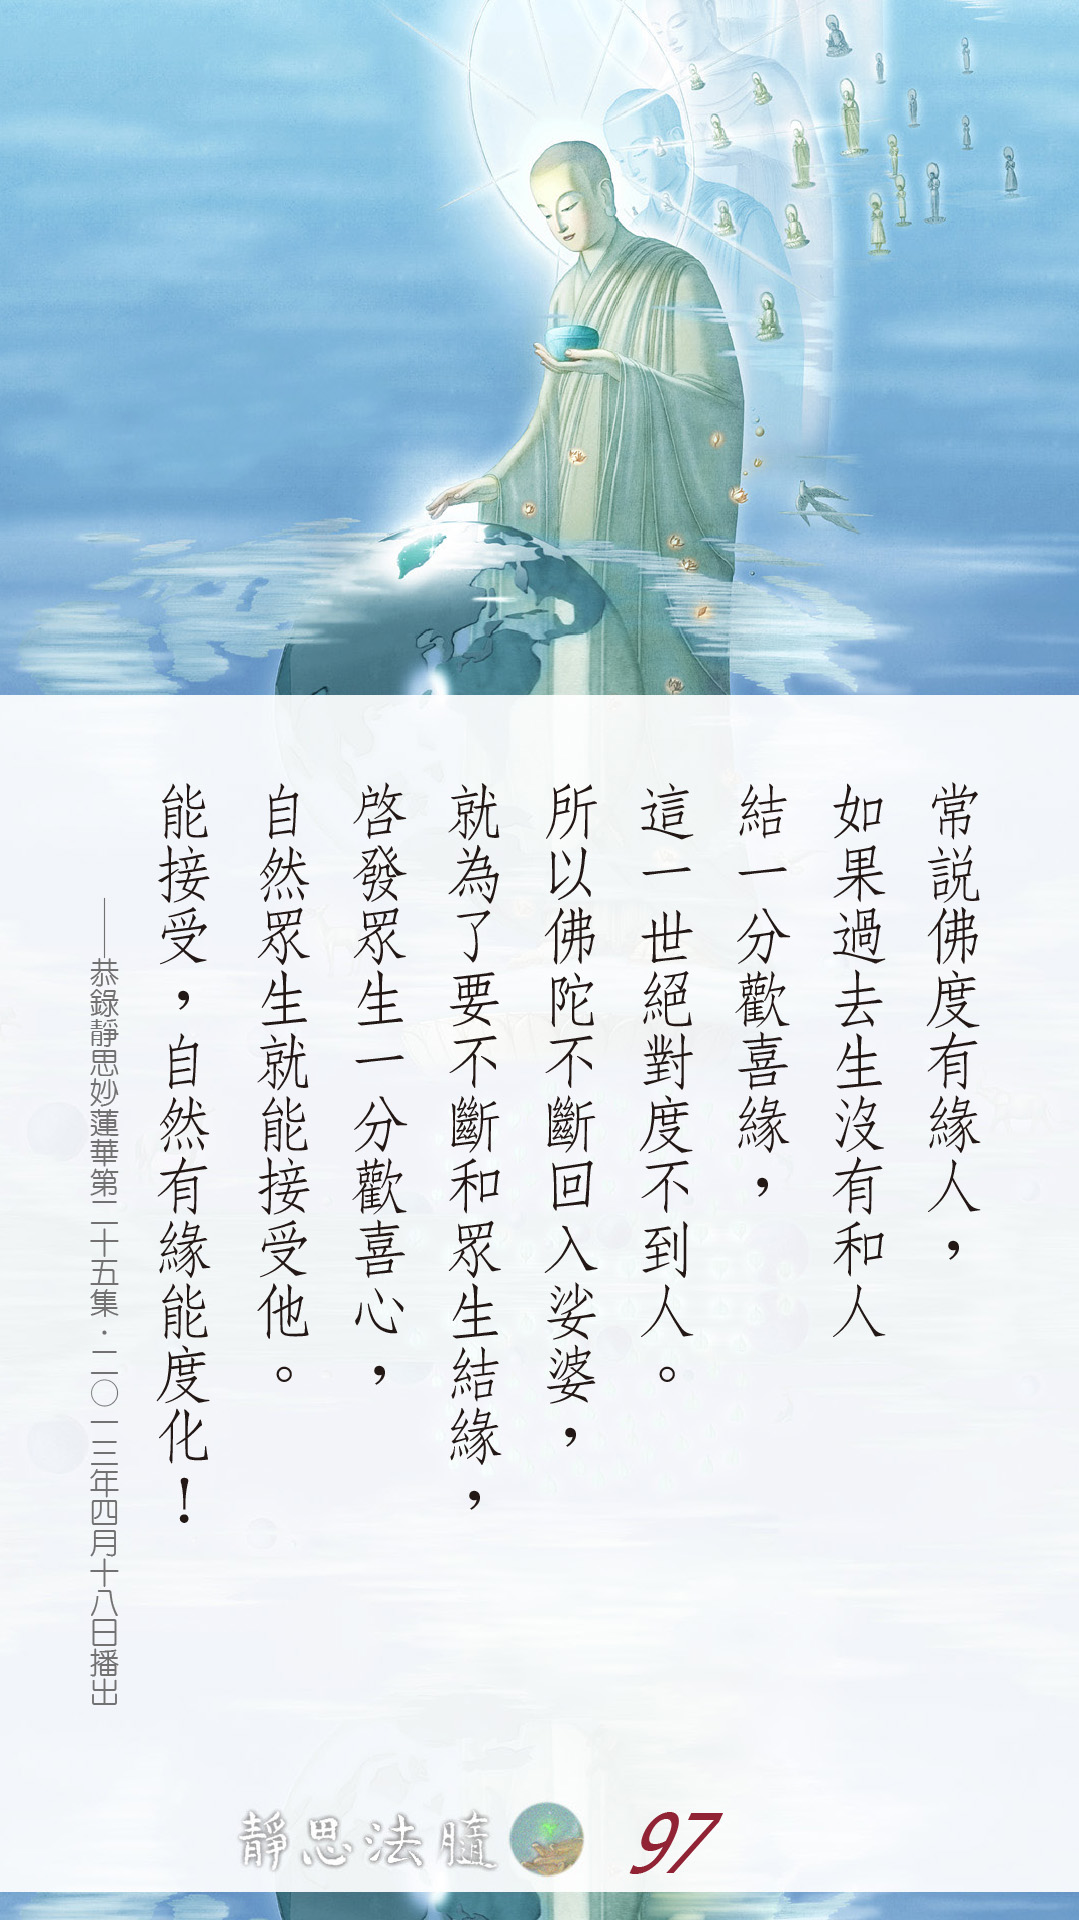 常説佛度有緣人，
如果過去生沒有和人
結一分歡喜緣，
這一世絕對度不到人。
所以佛陀不斷回入娑婆，
就為了要不斷和眾生結緣，
啓發眾生一分歡喜心，
自然眾生就能接受他。
能接受，自然有緣能度化！
——恭錄靜思妙蓮華第二十五集．二〇一三年四月十八日播出
靜思法髓
97